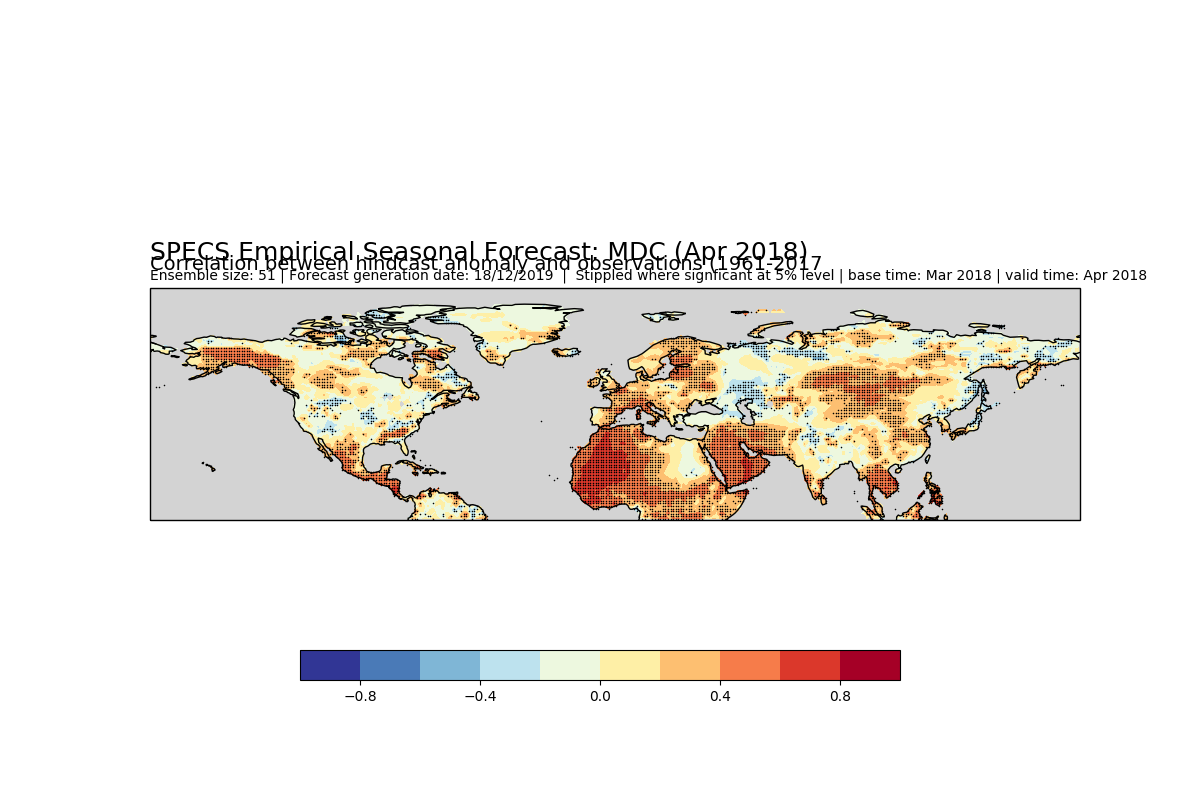 SPECS Empirical Seasonal Forecast: MDC (Apr 2018)
Correlation between hindcast anomaly and observations (1961-2017
Ensemble size: 51 | Forecast generation date: 18/12/2019  |  Stippled where signficant at 5% level | base time: Mar 2018 | valid time: Apr 2018
−0.8 −0.4 0.0 0.4 0.8